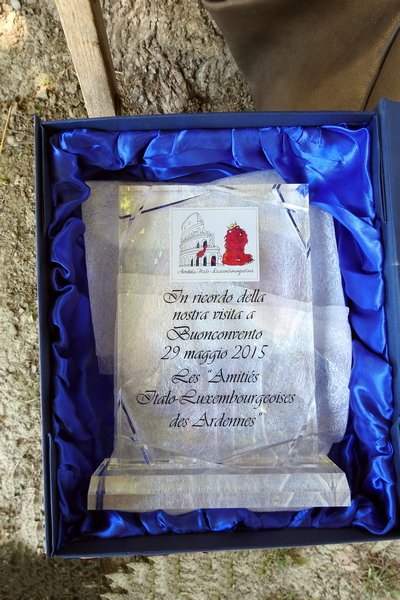 Amitiés Italo-Luxembourgeoises
In ricordo della
nostra visita a
Buonconvento
29 maggio 2015
Les "Amitiés
Italo-Luxembourgeoises
des Ardennes"